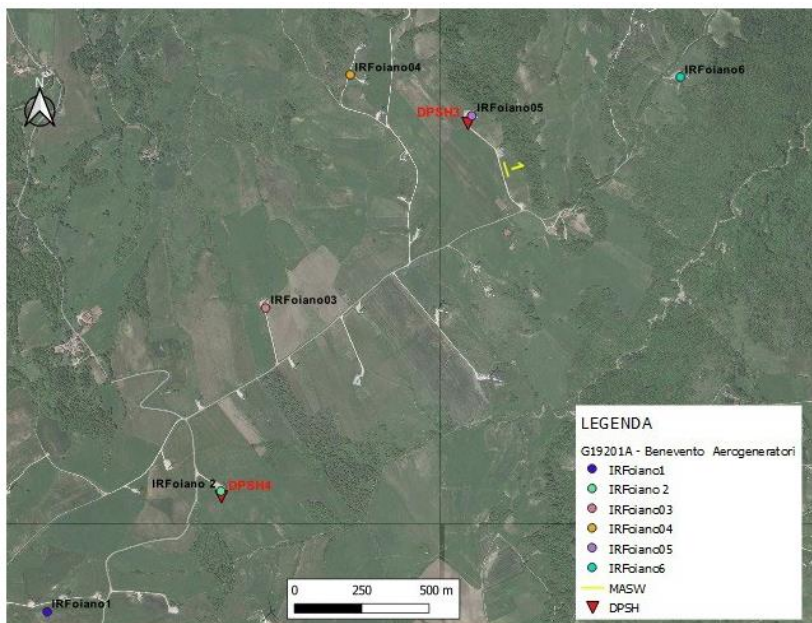 IRFoiano04
IRFoiano6
N
DPSH3
IRFoiano05
1
IRFoiano03
IRFoiano 2
DPSH4
IRFoiano1
0 250 500 m
LEGENDA
G19201A - Benevento Aerogeneratori
IRFoiano1
IRFoiano 2
IRFoiano03
IRFoiano04
IRFoiano05
IRFoiano6
MASW
DPSH